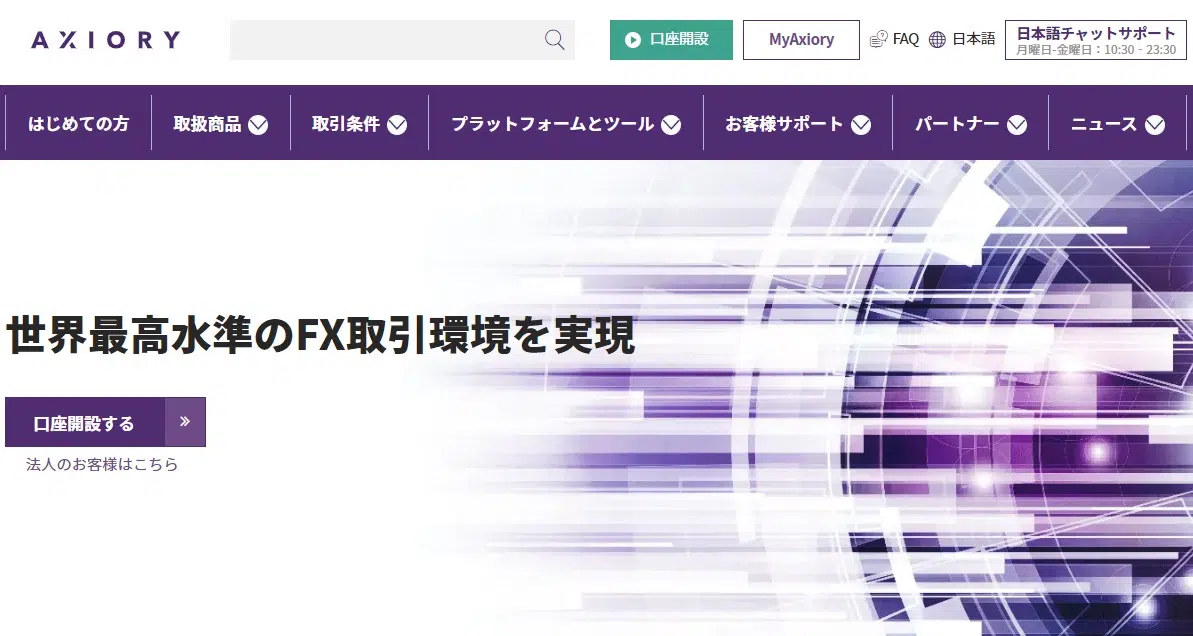 AXIORY
口座開設
MyAxiory
FAQ
日本語
日本語チャットサポート
月曜日-金曜日：10:30 - 23:30
はじめての方
取扱商品
取引条件
プラットフォームとツール
お客様サポート
パートナー
ニュース
世界最高水準のFX取引環境を実現
口座開設する
法人のお客様はこちら